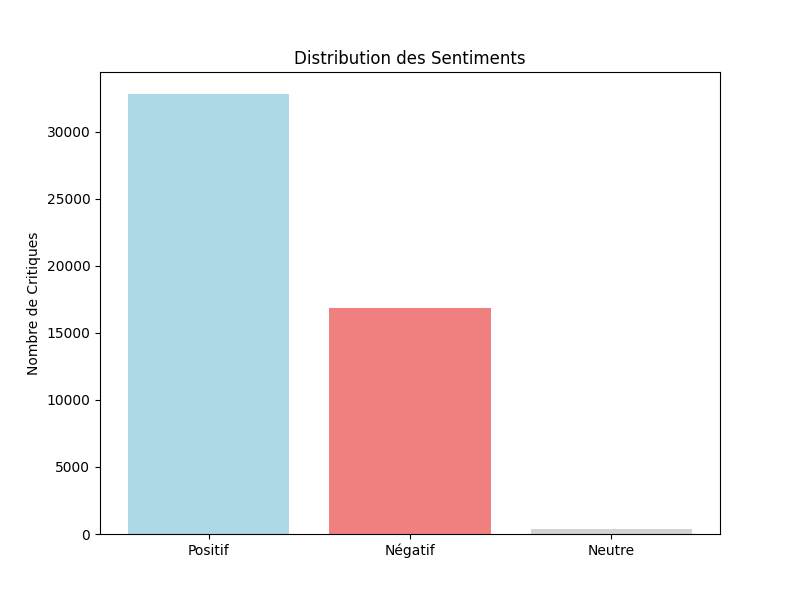 Distribution des Sentiments
Nombre de Critiques
30000
25000
20000
15000
10000
5000
0
Positif
Négatif
Neutre